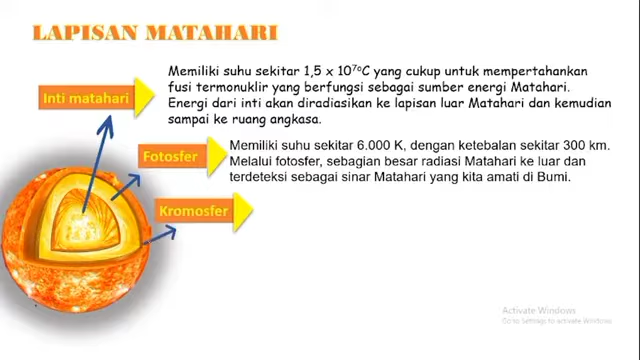 LAPISAN MATAHARI
Inti matahari
Memiliki suhu sekitar 1,5 x 10⁷°C yang cukup untuk mempertahankan
fusi termonuklir yang berfungsi sebagai sumber energi Matahari.
Energi dari inti akan diradiasikan ke lapisan luar Matahari dan kemudian
sampai ke ruang angkasa.
Fotosfer
Memiliki suhu sekitar 6.000 K, dengan ketebalan sekitar 300 km.
Melalui fotosfer, sebagian besar radiasi Matahari ke luar dan
terdeteksi sebagai sinar Matahari yang kita amati di Bumi.
Kromosfer
Activate Windows
Go to Settings to activate Windows.